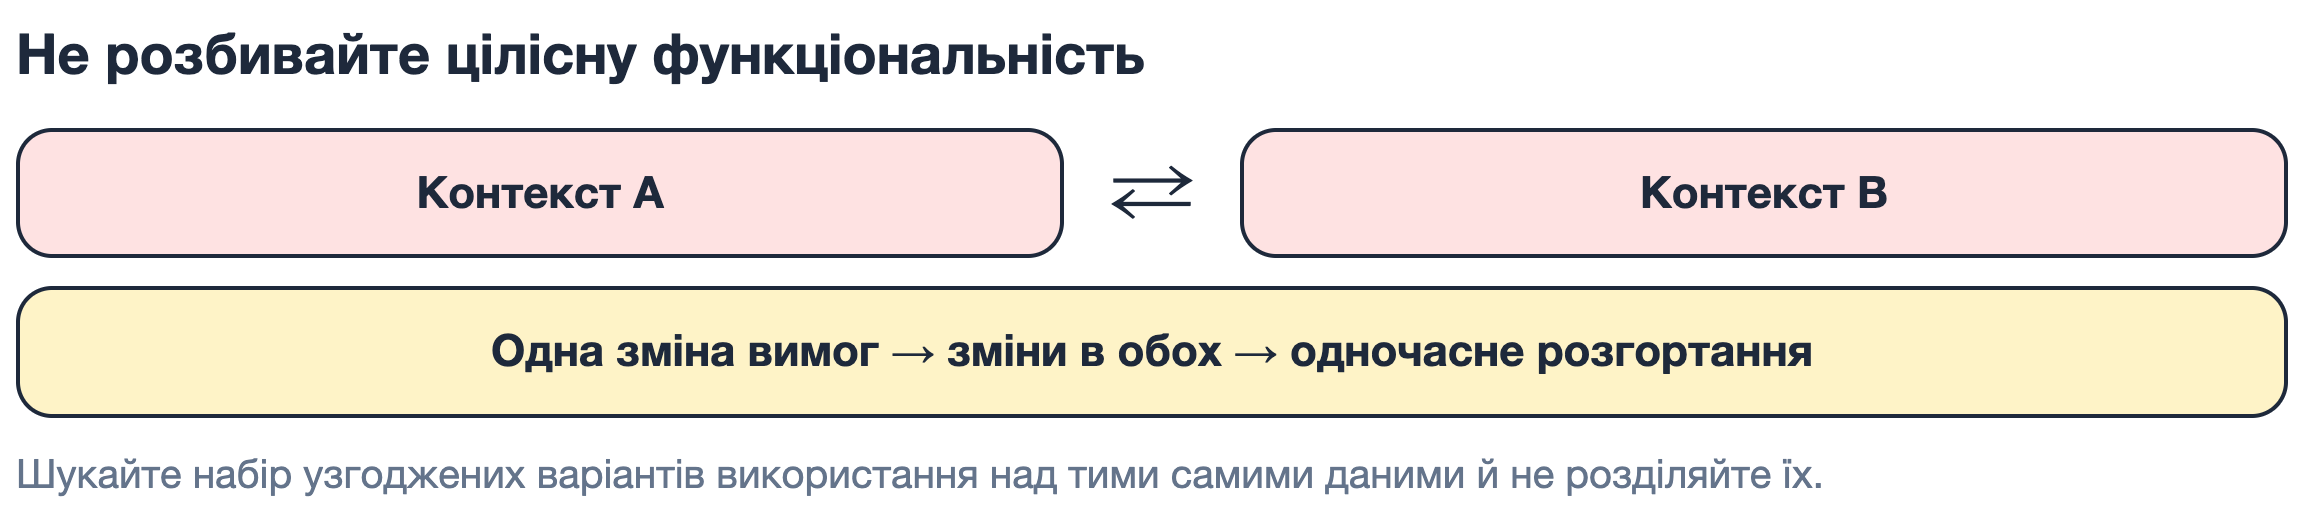 Не розбивайте цілісну функціональність
Контекст A
⇄
Контекст B
Одна зміна вимог → зміни в обох → одночасне розгортання
Шукайте набір узгоджених варіантів використання над тими самими даними й не розділяйте їх.